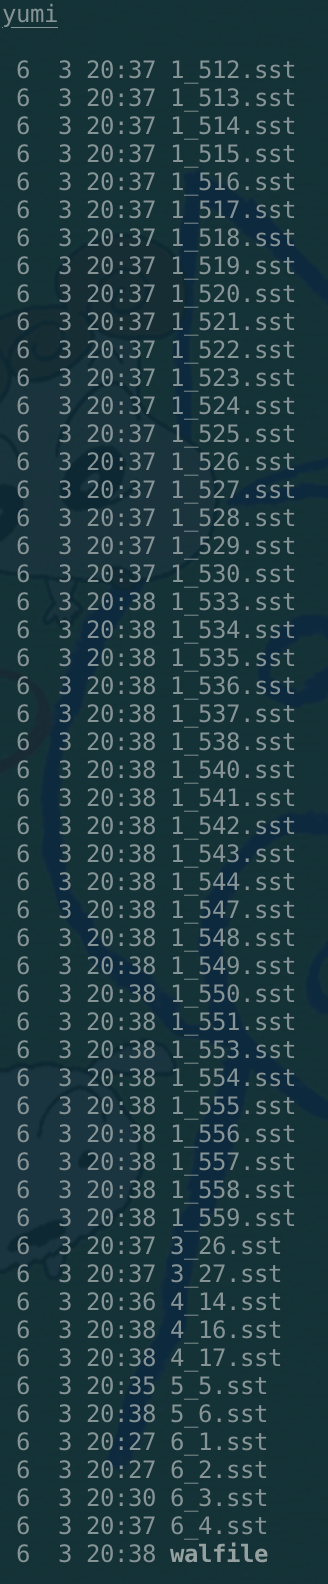 yumi
6 3 20:37 1_512.sst
6 3 20:37 1_513.sst
6 3 20:37 1_514.sst
6 3 20:37 1_515.sst
6 3 20:37 1_516.sst
6 3 20:37 1_517.sst
6 3 20:37 1_518.sst
6 3 20:37 1_519.sst
6 3 20:37 1_520.sst
6 3 20:37 1_521.sst
6 3 20:37 1_522.sst
6 3 20:37 1_523.sst
6 3 20:37 1_524.sst
6 3 20:37 1_525.sst
6 3 20:37 1_526.sst
6 3 20:37 1_527.sst
6 3 20:37 1_528.sst
6 3 20:37 1_529.sst
6 3 20:37 1_530.sst
6 3 20:38 1_533.sst
6 3 20:38 1_534.sst
6 3 20:38 1_535.sst
6 3 20:38 1_536.sst
6 3 20:38 1_537.sst
6 3 20:38 1_538.sst
6 3 20:38 1_540.sst
6 3 20:38 1_541.sst
6 3 20:38 1_542.sst
6 3 20:38 1_543.sst
6 3 20:38 1_544.sst
6 3 20:38 1_547.sst
6 3 20:38 1_548.sst
6 3 20:38 1_549.sst
6 3 20:38 1_550.sst
6 3 20:38 1_551.sst
6 3 20:38 1_553.sst
6 3 20:38 1_554.sst
6 3 20:38 1_555.sst
6 3 20:38 1_556.sst
6 3 20:38 1_557.sst
6 3 20:38 1_558.sst
6 3 20:38 1_559.sst
6 3 20:37 3_26.sst
6 3 20:37 3_27.sst
6 3 20:36 4_14.sst
6 3 20:38 4_16.sst
6 3 20:38 4_17.sst
6 3 20:35 5_5.sst
6 3 20:38 5_6.sst
6 3 20:27 6_1.sst
6 3 20:27 6_2.sst
6 3 20:30 6_3.sst
6 3 20:37 6_4.sst
6 3 20:38 walfile